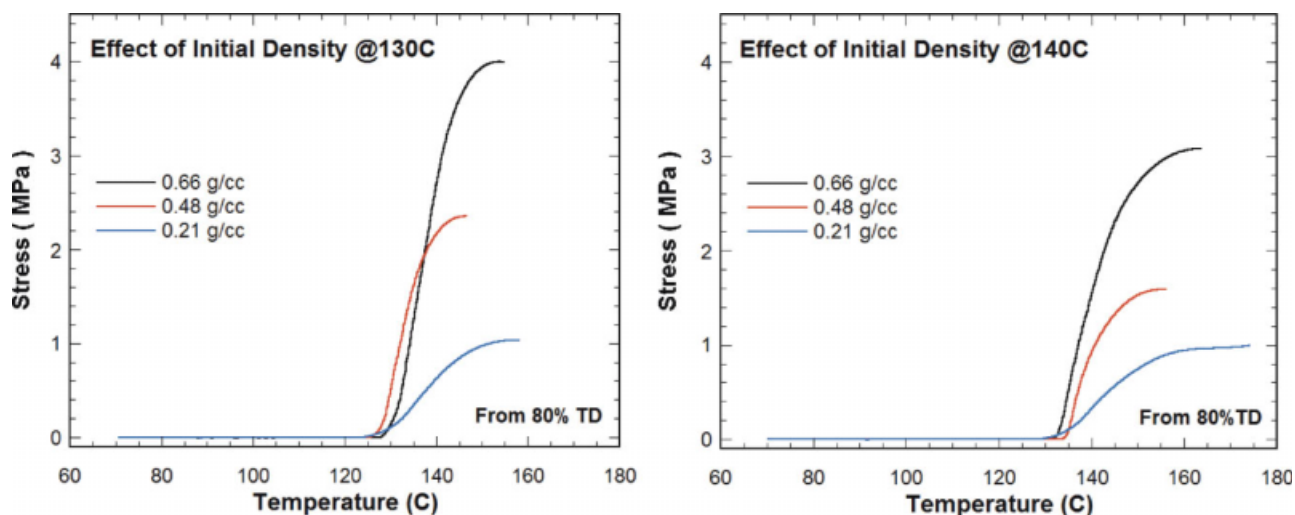 Effect of Initial Density @130C
0.66 g/cc
0.48 g/cc
0.21 g/cc
From 80% TD
Stress ( MPa )
4
3
2
1
0
60 80 100 120 140 160 180
Temperature (C)
Effect of Initial Density @140C
0.66 g/cc
0.48 g/cc
0.21 g/cc
From 80%TD
Stress ( MPa )
4
3
2
1
0
60 80 100 120 140 160 180
Temperature (C)